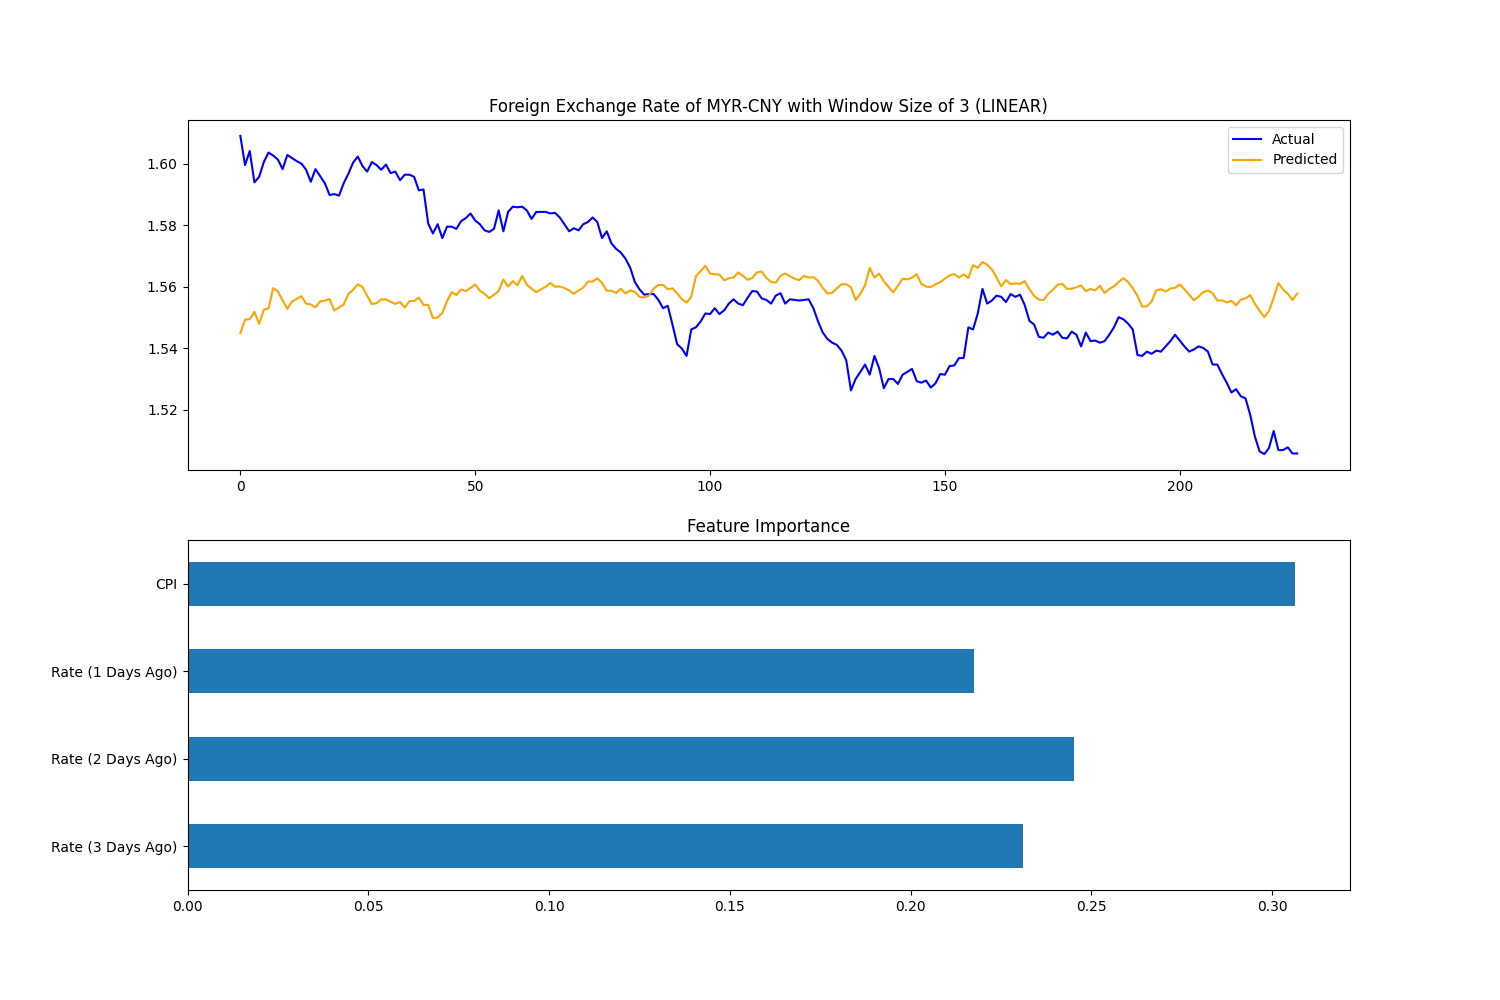 Foreign Exchange Rate of MYR-CNY with Window Size of 3 (LINEAR)
Actual
Predicted
1.60
1.58
1.56
1.54
1.52
0 50 100 150 200
Feature Importance
CPI
Rate (1 Days Ago)
Rate (2 Days Ago)
Rate (3 Days Ago)
0.00 0.05 0.10 0.15 0.20 0.25 0.30